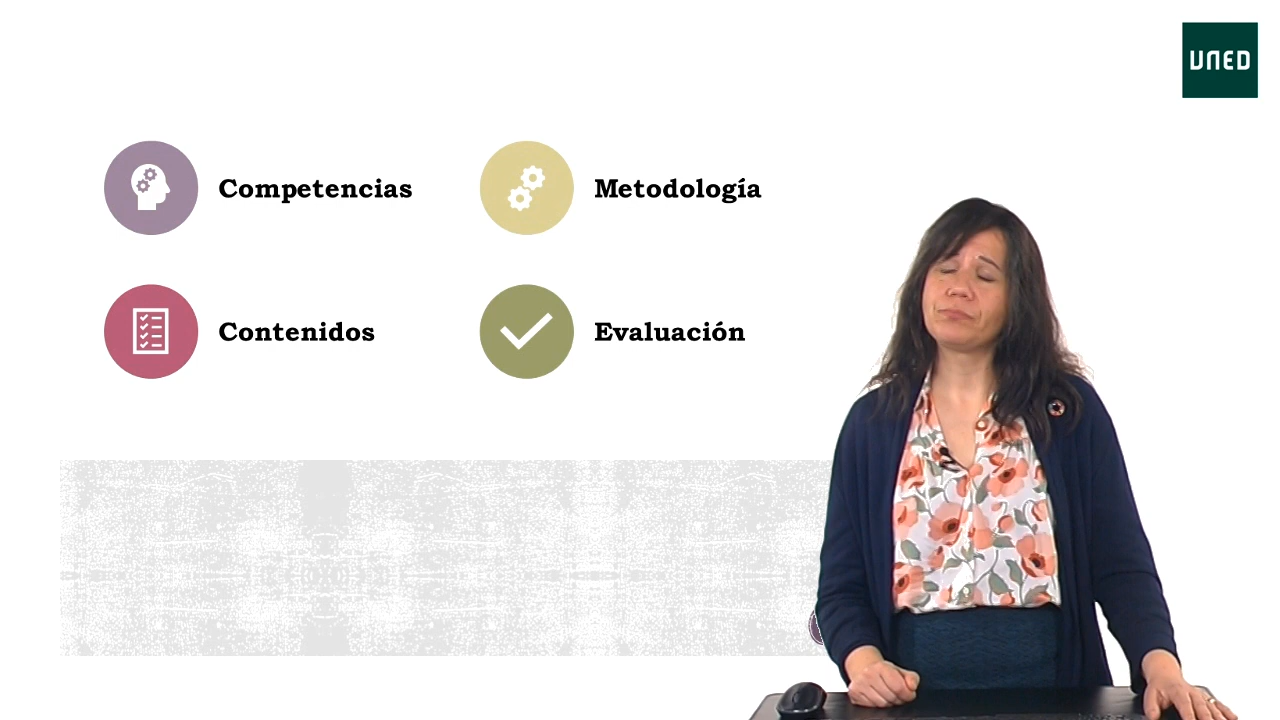 UNED
Competencias
Metodología
Contenidos
Evaluación